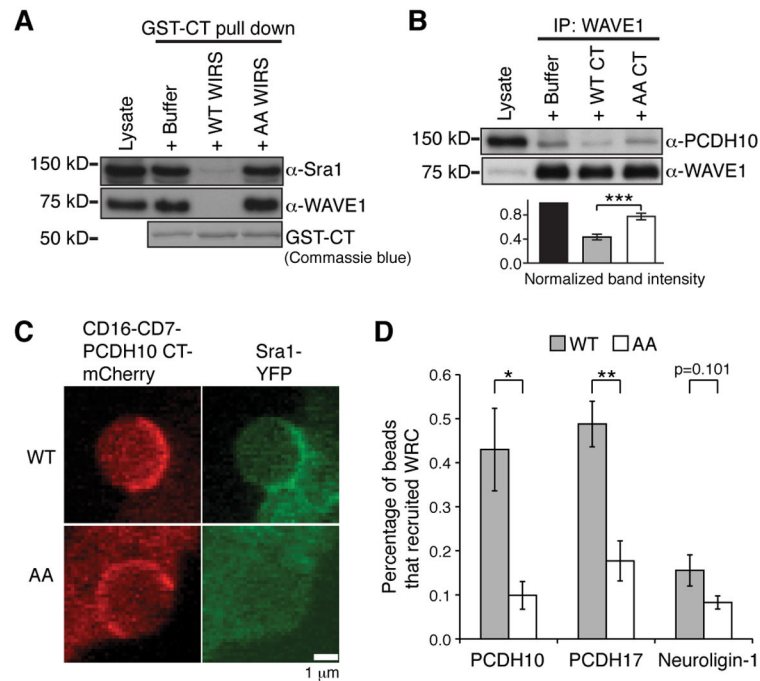 A
GST-CT pull down
Lysate
+ Buffer
+ WT WIRS
+ AA WIRS
150 kD
α-Sra1
75 kD
α-WAVE1
50 kD
GST-CT
(Commassie blue)
B
IP: WAVE1
Lysate
+ Buffer
+ WT CT
+ AA CT
150 kD
α-PCDH10
75 kD
α-WAVE1
***
0.8
0.4
0.0
Normalized band intensity
C
CD16-CD7-
PCDH10 CT-
mCherry
Sra1-
YFP
WT
AA
1 μm
D
WT AA
Percentage of beads
that recruited WRC
0.6
0.5
0.4
0.3
0.2
0.1
0.0
*
**
p=0.101
PCDH10 PCDH17 Neuroligin-1